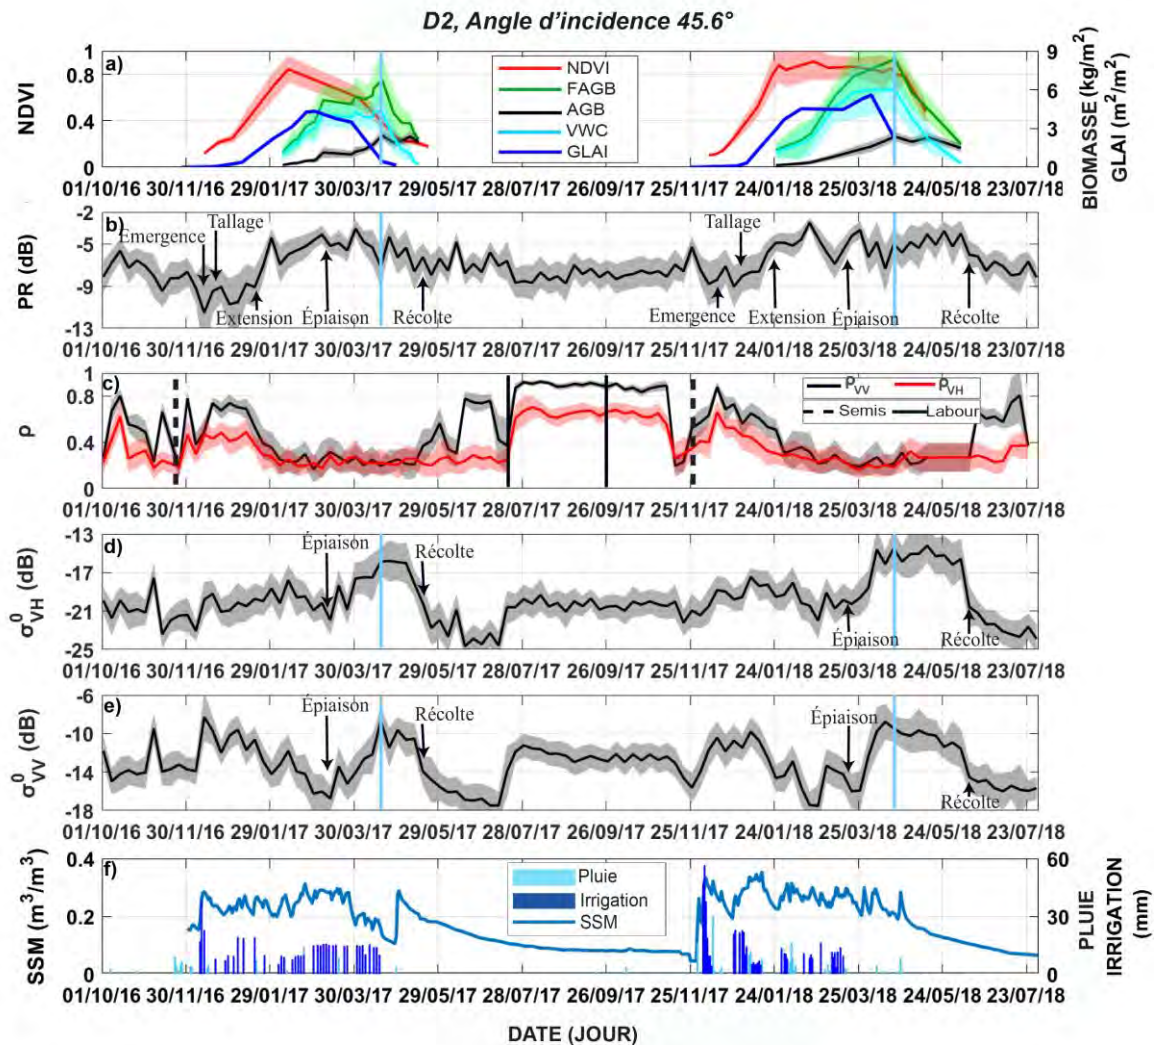 D2, Angle d'incidence 45.6°
a)
NDVI
1
0.8
0.4
0
NDVI
FAGB
AGB
VWC
GLAI
9
6
3
0
BIOMASSE (kg/m²)
GLAI (m²/m²)
01/10/16 30/11/16 29/01/17 30/03/17 29/05/17 28/07/17 26/09/17 25/11/17 24/01/18 25/03/18 24/05/18 23/07/18
b)
PR (dB)
-2
-5
-9
-13
Emergence
Tallage
Extension
Épiaison
Récolte
Emergence
Tallage
Extension
Épiaison
Récolte
01/10/16 30/11/16 29/01/17 30/03/17 29/05/17 28/07/17 26/09/17 25/11/17 24/01/18 25/03/18 24/05/18 23/07/18
c)
ρ
1
0.8
0.4
0
ρVV ρVH
Semis Labour
01/10/16 30/11/16 29/01/17 30/03/17 29/05/17 28/07/17 26/09/17 25/11/17 24/01/18 25/03/18 24/05/18 23/07/18
d)
σ⁰VH (dB)
-13
-17
-21
-25
Épiaison
Récolte
Épiaison
Récolte
01/10/16 30/11/16 29/01/17 30/03/17 29/05/17 28/07/17 26/09/17 25/11/17 24/01/18 25/03/18 24/05/18 23/07/18
e)
σ⁰VV (dB)
-6
-10
-14
-18
Épiaison
Récolte
Épiaison
Récolte
01/10/16 30/11/16 29/01/17 30/03/17 29/05/17 28/07/17 26/09/17 25/11/17 24/01/18 25/03/18 24/05/18 23/07/18
f)
SSM (m³/m³)
0.4
0.2
0
Pluie
Irrigation
SSM
60
30
0
PLUIE
IRRIGATION
(mm)
01/10/16 30/11/16 29/01/17 30/03/17 29/05/17 28/07/17 26/09/17 25/11/17 24/01/18 25/03/18 24/05/18 23/07/18
DATE (JOUR)